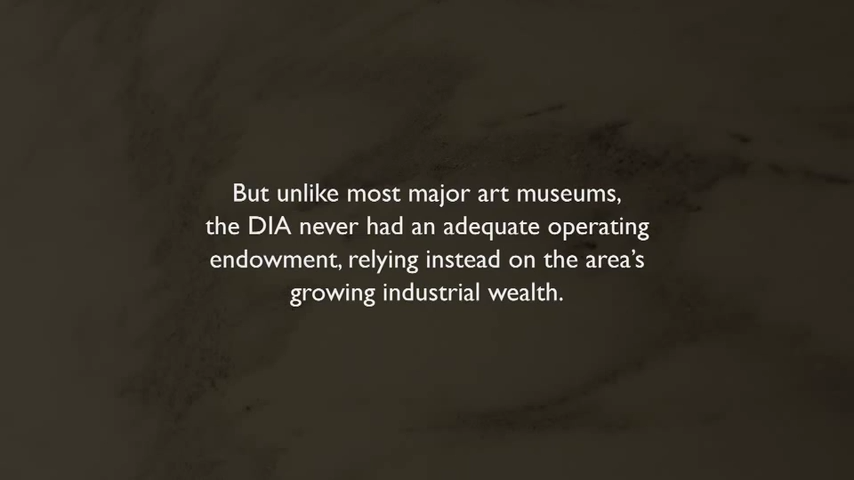 But unlike most major art museums,
the DIA never had an adequate operating
endowment, relying instead on the area’s
growing industrial wealth.